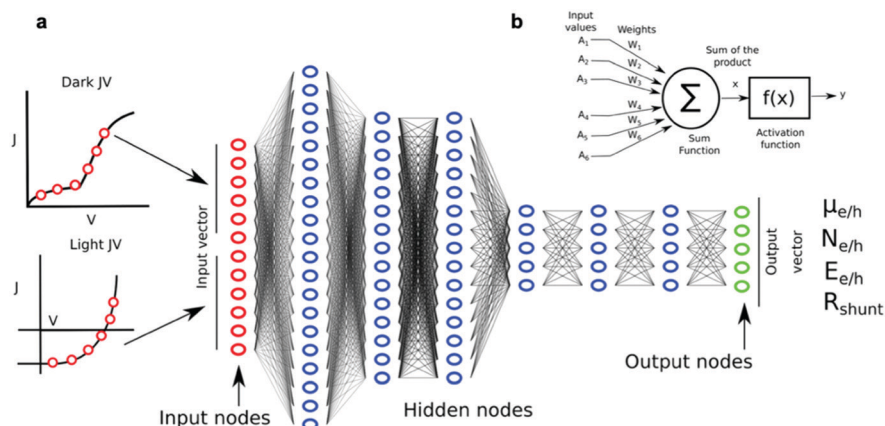 a
Dark JV
J
V
Light JV
J
V
Input vector
Input nodes
Hidden nodes
Output nodes
Output
vector
μe/h
Ne/h
Ee/h
Rshunt
b
Input
values
Weights
A1
A2
A3
A4
A5
A6
W1
W2
W3
W4
W5
W6
Σ
Sum
Function
Sum of the
product
x
f(x)
y
Activation
function